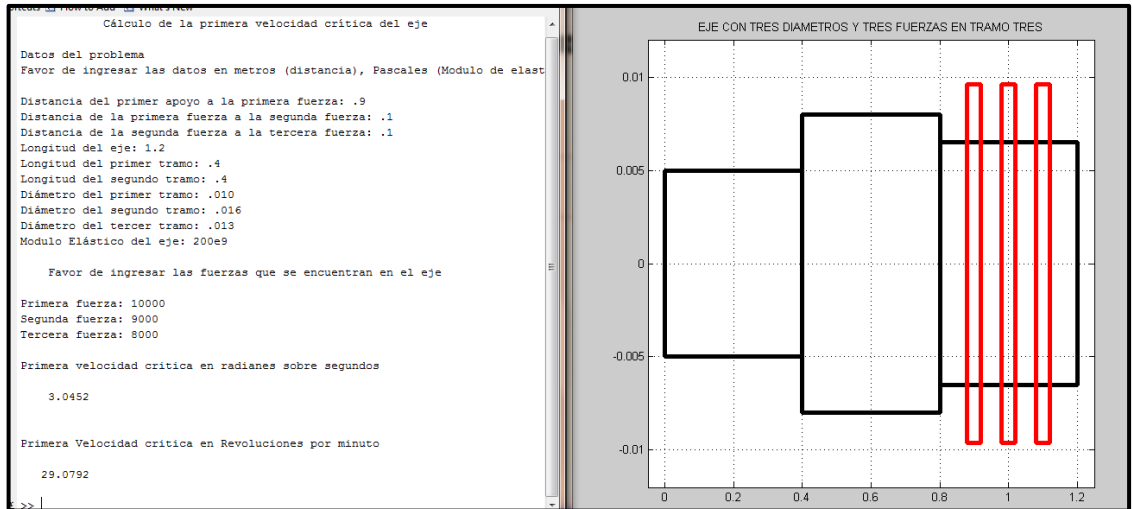 How to Add What's New
Cálculo de la primera velocidad crítica del eje
Datos del problema
Favor de ingresar las datos en metros (distancia), Pascales (Modulo de elast
Distancia del primer apoyo a la primera fuerza: .9
Distancia de la primera fuerza a la segunda fuerza: .1
Distancia de la segunda fuerza a la tercera fuerza: .1
Longitud del eje: 1.2
Longitud del primer tramo: .4
Longitud del segundo tramo: .4
Diámetro del primer tramo: .010
Diámetro del segundo tramo: .016
Diámetro del tercer tramo: .013
Modulo Elástico del eje: 200e9
Favor de ingresar las fuerzas que se encuentran en el eje
Primera fuerza: 10000
Segunda fuerza: 9000
Tercera fuerza: 8000
Primera velocidad critica en radianes sobre segundos
3.0452
Primera Velocidad critica en Revoluciones por minuto
29.0792
>>
EJE CON TRES DIAMETROS Y TRES FUERZAS EN TRAMO TRES
0.01
0.005
0
-0.005
-0.01
0 0.2 0.4 0.6 0.8 1 1.2